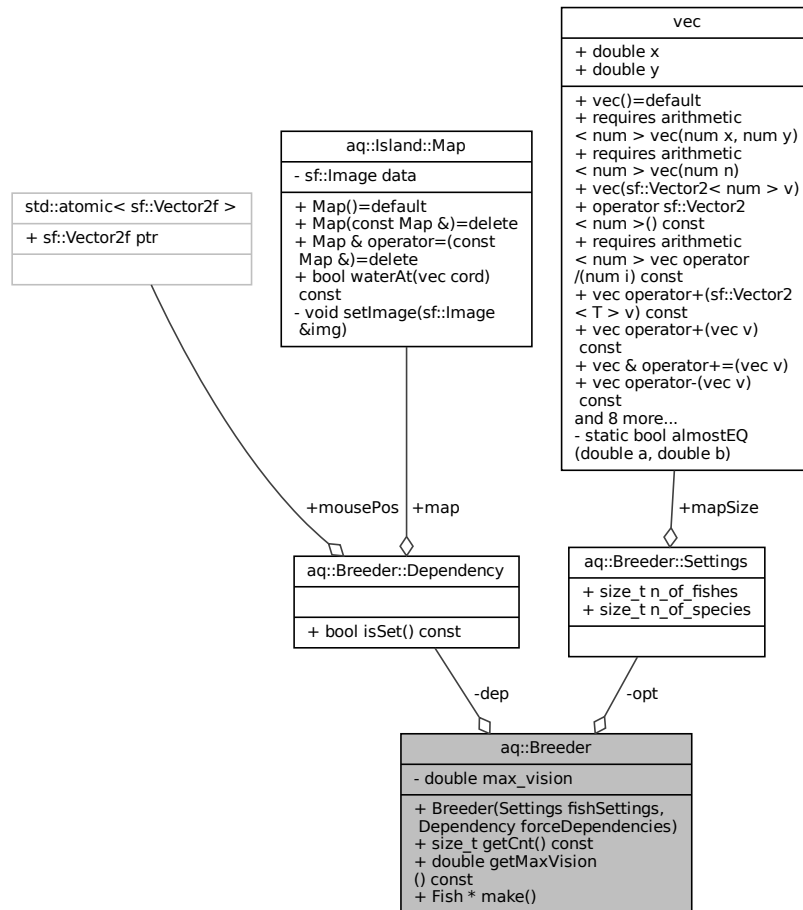 vec
+ double x
+ double y
+ vec()=default
+ requires arithmetic
< num > vec(num x, num y)
+ requires arithmetic
< num > vec(num n)
+ vec(sf::Vector2< num > v)
+ operator sf::Vector2
< num >() const
+ requires arithmetic
< num > vec operator
/(num i) const
+ vec operator+(sf::Vector2
< T > v) const
+ vec operator+(vec v)
const
+ vec & operator+=(vec v)
+ vec operator-(vec v)
const
and 8 more...
- static bool almostEQ
(double a, double b)
aq::Island::Map
- sf::Image data
+ Map()=default
+ Map(const Map &)=delete
+ Map & operator=(const
Map &)=delete
+ bool waterAt(vec cord)
const
- void setImage(sf::Image
&img)
std::atomic< sf::Vector2f >
+ sf::Vector2f ptr
+mousePos
+map
+mapSize
aq::Breeder::Dependency
+ bool isSet() const
aq::Breeder::Settings
+ size_t n_of_fishes
+ size_t n_of_species
-dep
-opt
aq::Breeder
- double max_vision
+ Breeder(Settings fishSettings,
Dependency forceDependencies)
+ size_t getCnt() const
+ double getMaxVision
() const
+ Fish * make()